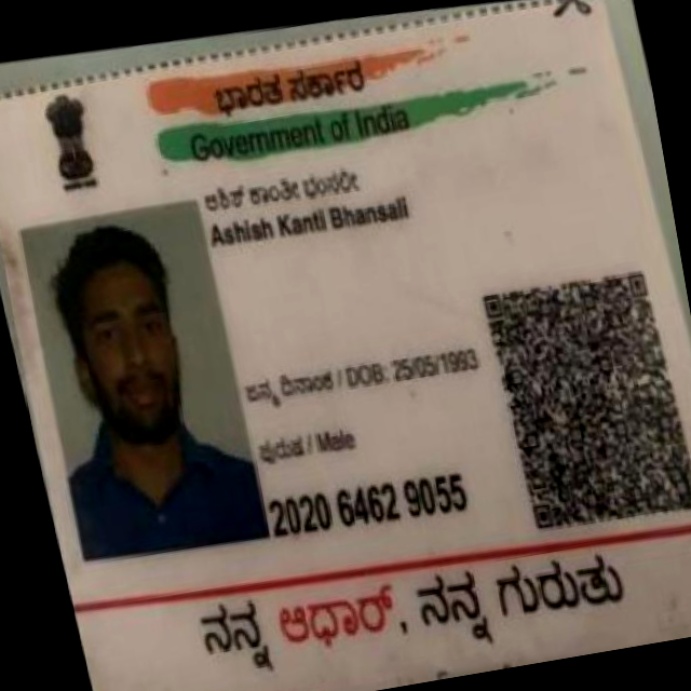 ಭಾರತ ಸರ್ಕಾರ
Government of India
ಆಶಿಶ್ ಕಾಂತೀ ಭಂಸಲೀ
Ashish Kanti Bhansali
ಜನ್ಮ ದಿನಾಂಕ / DOB: 25/05/1993
ಪುರುಷ / Male
2020 6462 9055
ನನ್ನ ಆಧಾರ್, ನನ್ನ ಗುರುತು